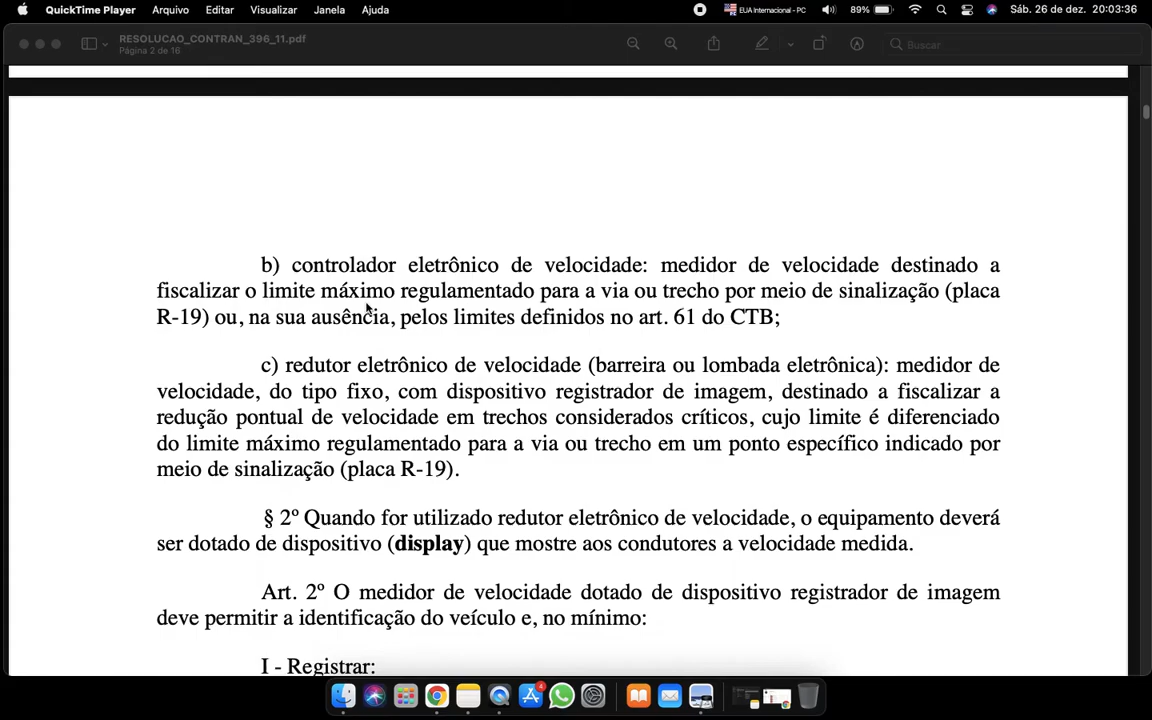 QuickTime Player Arquivo Editar Visualizar Janela Ajuda EUA Internacional - PC 89% Sáb. 26 de dez. 20:03:36
RESOLUCAO_CONTRAN_396_11.pdf
Página 2 de 16
Buscar
b) controlador eletrônico de velocidade: medidor de velocidade destinado a
fiscalizar o limite máximo regulamentado para a via ou trecho por meio de sinalização (placa
R-19) ou, na sua ausência, pelos limites definidos no art. 61 do CTB;
c) redutor eletrônico de velocidade (barreira ou lombada eletrônica): medidor de
velocidade, do tipo fixo, com dispositivo registrador de imagem, destinado a fiscalizar a
redução pontual de velocidade em trechos considerados críticos, cujo limite é diferenciado
do limite máximo regulamentado para a via ou trecho em um ponto específico indicado por
meio de sinalização (placa R-19).
§ 2º Quando for utilizado redutor eletrônico de velocidade, o equipamento deverá
ser dotado de dispositivo (display) que mostre aos condutores a velocidade medida.
Art. 2º O medidor de velocidade dotado de dispositivo registrador de imagem
deve permitir a identificação do veículo e, no mínimo:
I - Registrar:
4